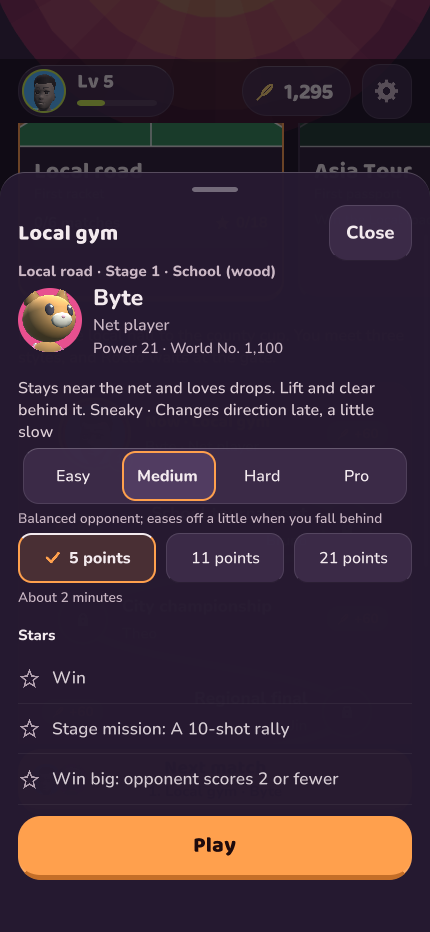 Lv 5
1,295
Local road
Asia Tour
Local gym
Close
Local road · Stage 1 · School (wood)
Byte
Net player
Power 21 · World No. 1,100
Stays near the net and loves drops. Lift and clear
behind it. Sneaky · Changes direction late, a little
slow
Easy
Medium
Hard
Pro
Balanced opponent; eases off a little when you fall behind
5 points
11 points
21 points
About 2 minutes
Stars
Win
Stage mission: A 10-shot rally
Win big: opponent scores 2 or fewer
Play